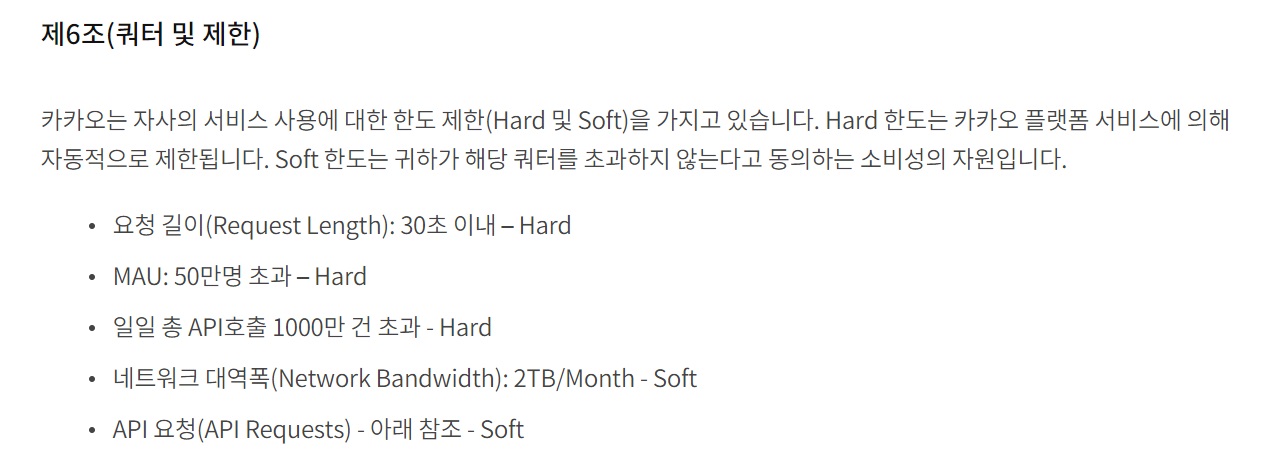 제6조(쿼터 및 제한)
카카오는 자사의 서비스 사용에 대한 한도 제한(Hard 및 Soft)을 가지고 있습니다. Hard 한도는 카카오 플랫폼 서비스에 의해
자동적으로 제한됩니다. Soft 한도는 귀하가 해당 쿼터를 초과하지 않는다고 동의하는 소비성의 자원입니다.
• 요청 길이(Request Length): 30초 이내 – Hard
• MAU: 50만명 초과 – Hard
• 일일 총 API호출 1000만 건 초과 - Hard
• 네트워크 대역폭(Network Bandwidth): 2TB/Month - Soft
• API 요청(API Requests) - 아래 참조 - Soft